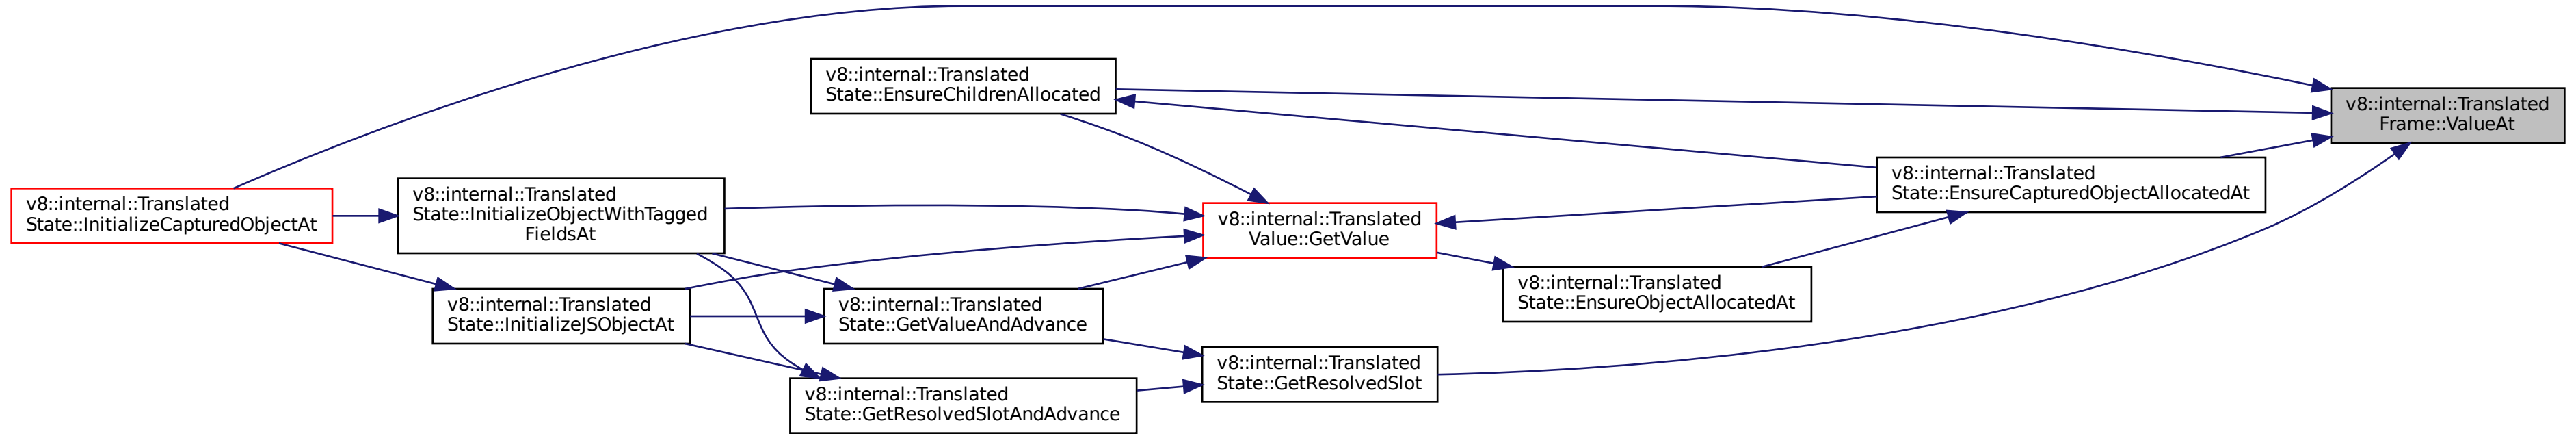 v8::internal::Translated
State::EnsureChildrenAllocated
v8::internal::Translated
Frame::ValueAt
v8::internal::Translated
State::EnsureCapturedObjectAllocatedAt
v8::internal::Translated
State::InitializeCapturedObjectAt
v8::internal::Translated
State::InitializeObjectWithTagged
FieldsAt
v8::internal::Translated
Value::GetValue
v8::internal::Translated
State::EnsureObjectAllocatedAt
v8::internal::Translated
State::InitializeJSObjectAt
v8::internal::Translated
State::GetValueAndAdvance
v8::internal::Translated
State::GetResolvedSlot
v8::internal::Translated
State::GetResolvedSlotAndAdvance